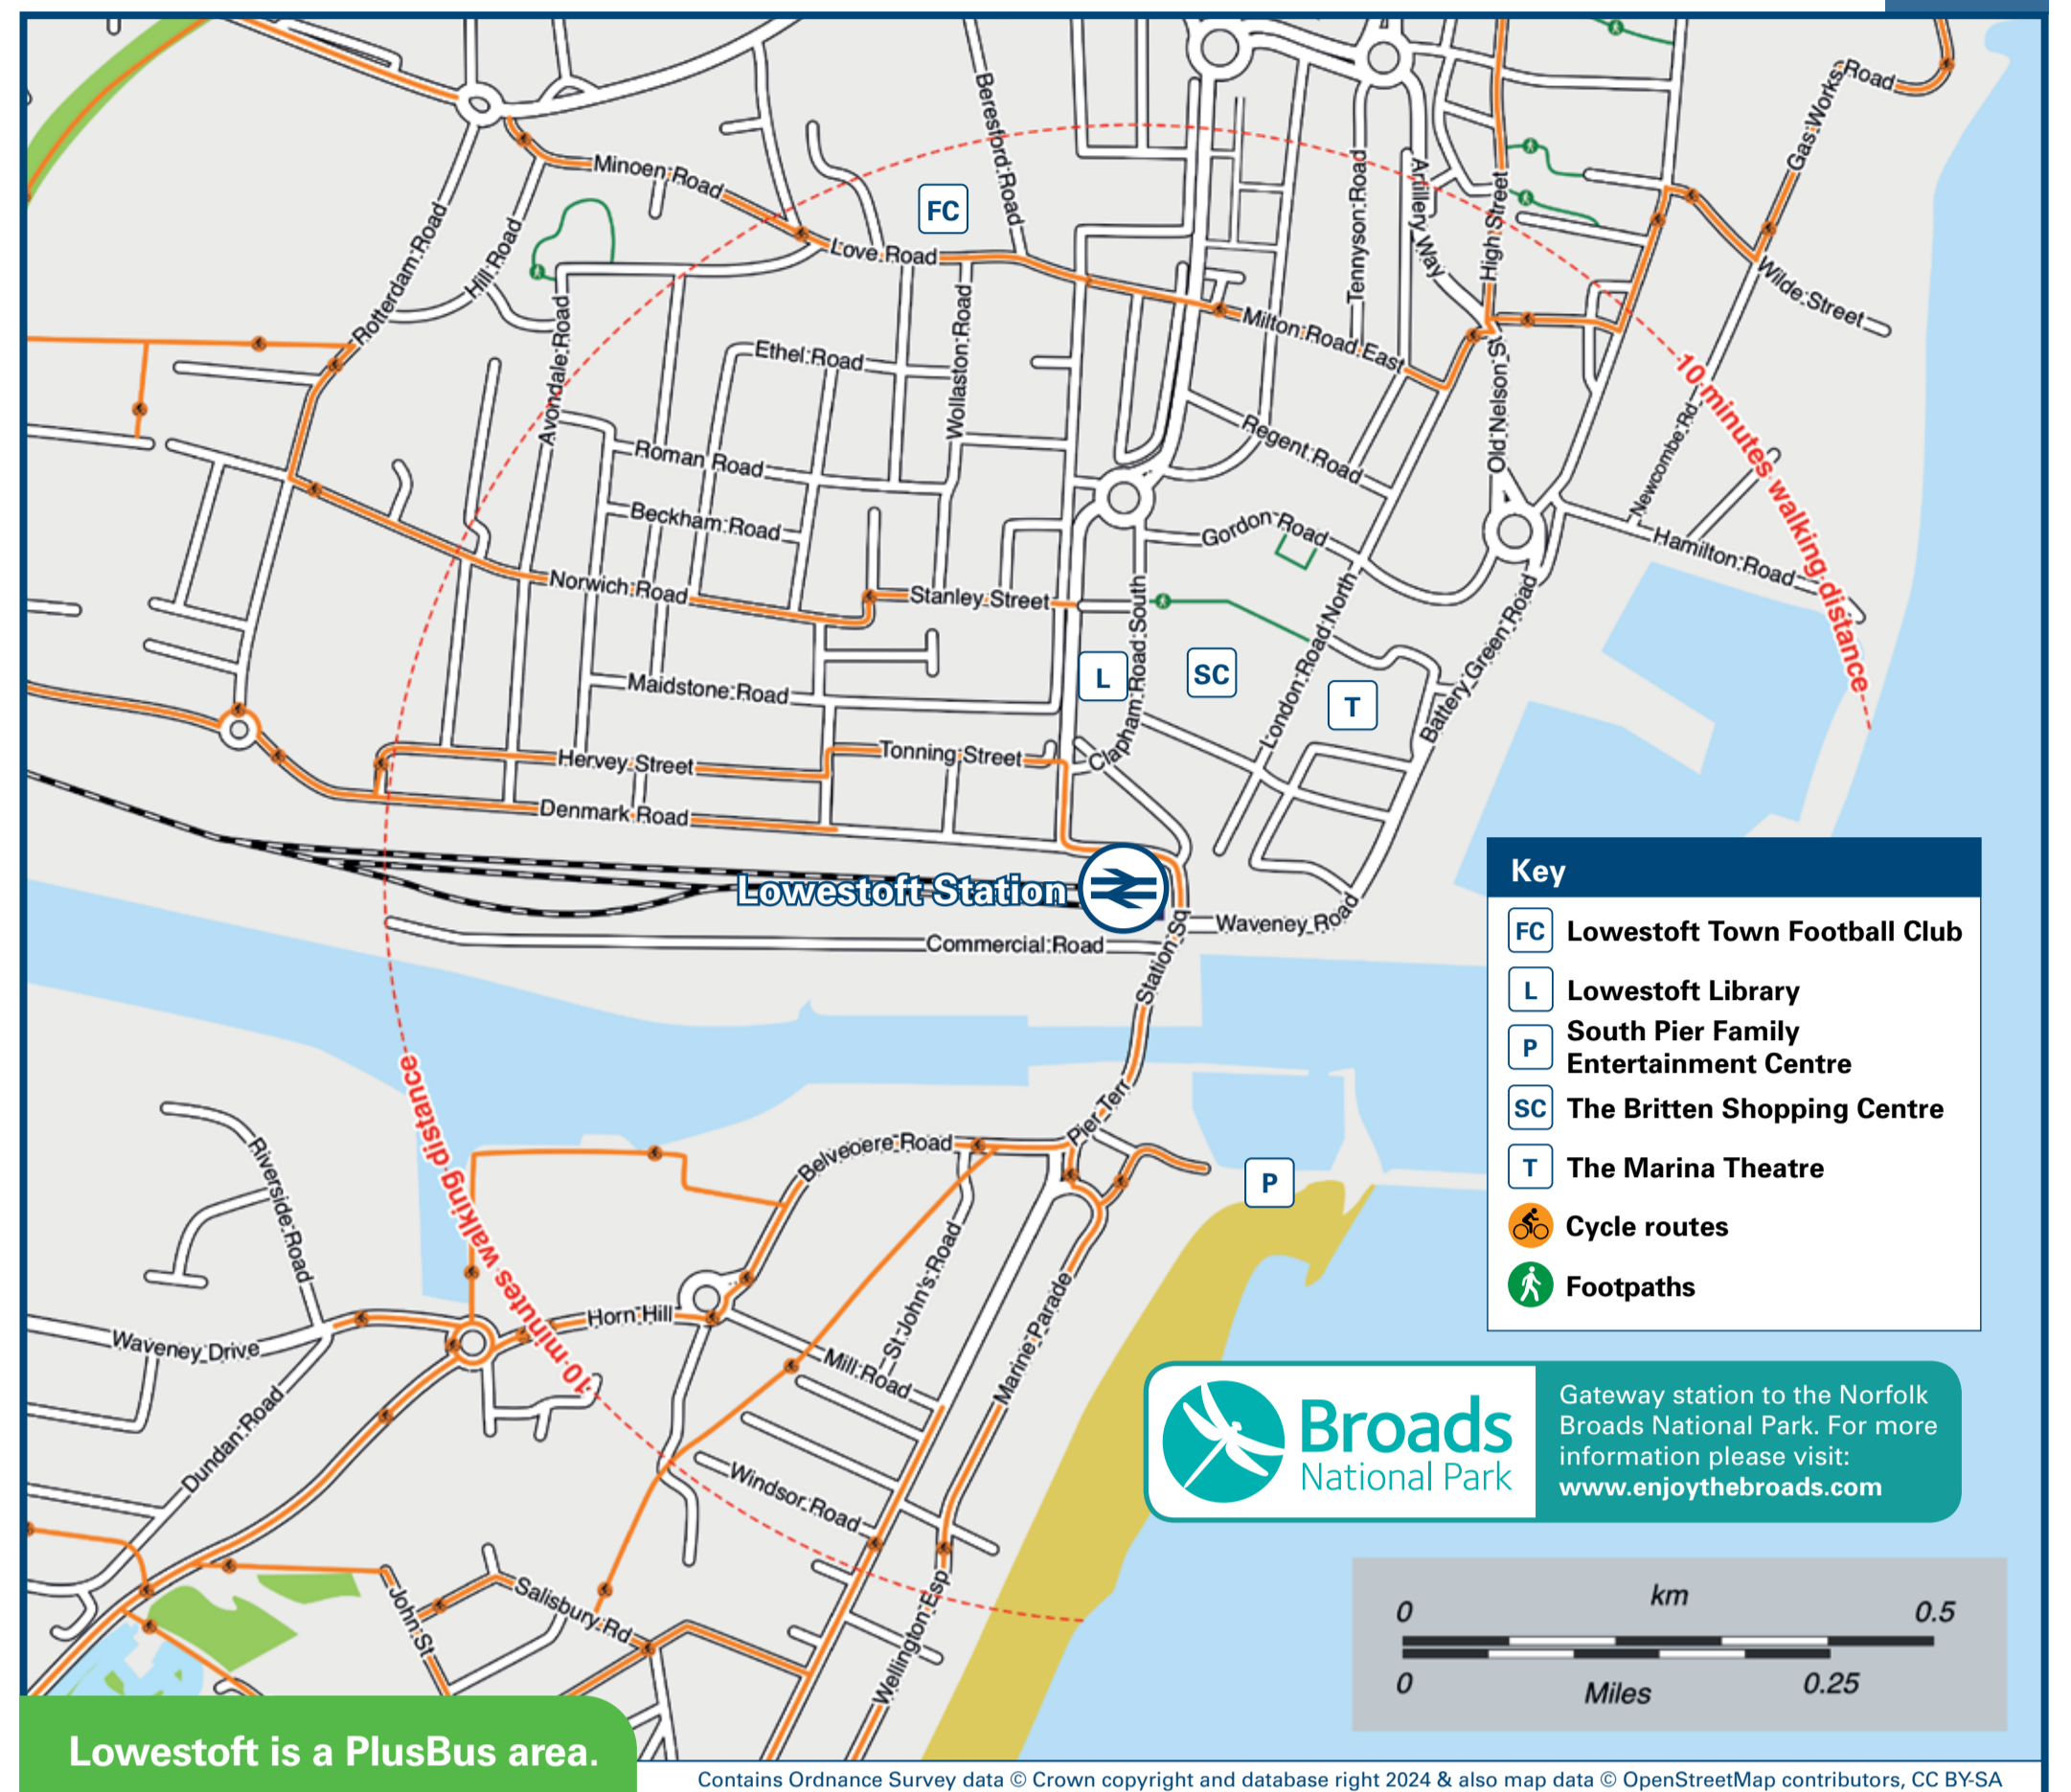 Beresford Road
Road
Gas Works
Minoen Road
FC
Love Road
Tennyson Road
Artillery Way
High Street
Wilde Street
Rotterdam Road
Hill Road
Avondale Road
Wollaston Road
Ethel Road
Milton Road East
10 minutes walking distance
Old Nelson St
Newcombe Rd
Roman Road
Regent Road
Beckham Road
Gordon Road
Hamilton Road
Norwich Road
Stanley Street
London Road North
Battery Green Road
L
SC
T
Clapham Road South
Maidstone Road
Hervey Street
Tonning Street
Denmark Road
Lowestoft Station
Waveney Road
Commercial Road
Station Sq
Pier Terr
Belveoere Road
P
Riverside Road
10 minutes walking distance
Horn Hill
Waveney Drive
Dundan Road
St John's Road
Mill Road
Marine Parade
Windsor Road
Salisbury Rd
John St
Wellington Esp
Key
FC Lowestoft Town Football Club
L Lowestoft Library
P South Pier Family
Entertainment Centre
SC The Britten Shopping Centre
T The Marina Theatre
Cycle routes
Footpaths
Broads
National Park
Gateway station to the Norfolk
Broads National Park. For more
information please visit:
www.enjoythebroads.com
km
0 0.5
0 Miles 0.25
Lowestoft is a PlusBus area.
Contains Ordnance Survey data © Crown copyright and database right 2024 & also map data © OpenStreetMap contributors, CC BY-SA